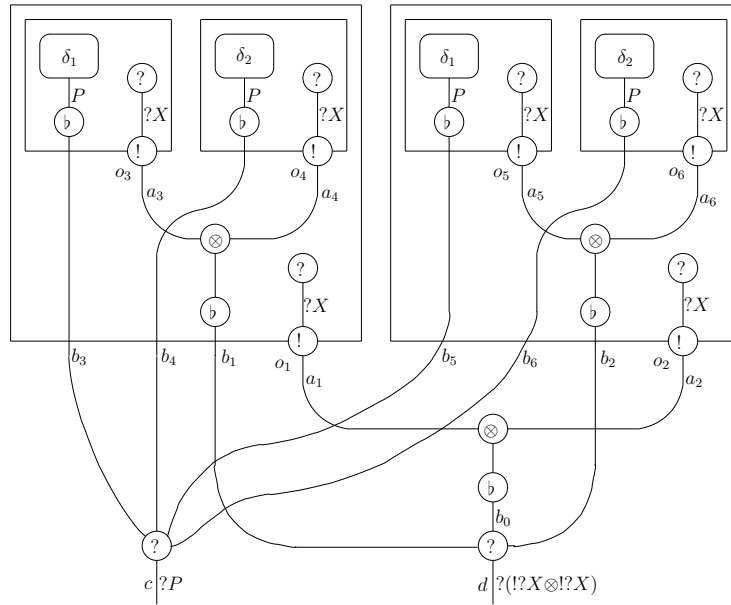 δ₁ δ₂ δ₁ δ₂
? ? ? ?
P P P P
?X ?X ?X ?X
♭ ♭ ♭ ♭
! ! ! !
o₃ o₄ o₅ o₆
a₃ a₄ a₅ a₆
⊗ ⊗
? ?
♭ ?X ♭ ?X
! !
b₃ b₄ b₁ o₁ b₅ b₆ b₂ o₂
a₁ a₂
⊗
♭
b₀
? ?
c ?P d ?(!?X⊗!?X)